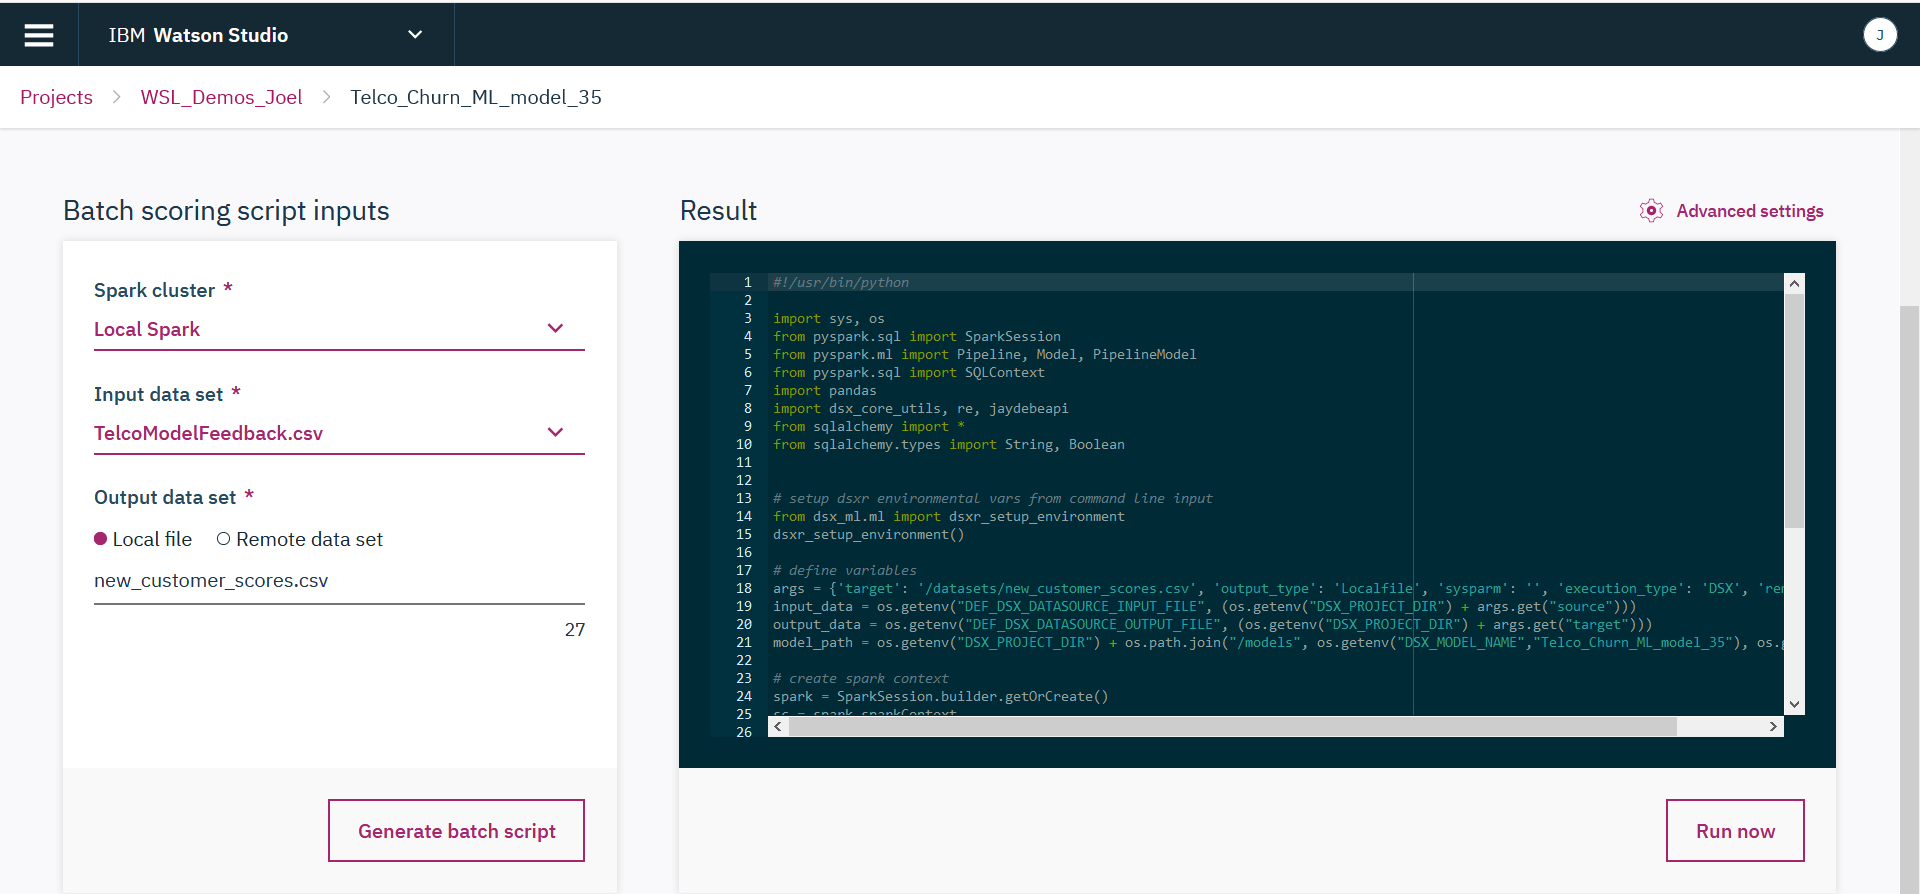 IBM Watson Studio
J
Projects > WSL_Demos_Joel > Telco_Churn_ML_model_35
Batch scoring script inputs
Spark cluster *
Local Spark
Input data set *
TelcoModelFeedback.csv
Output data set *
Local file Remote data set
new_customer_scores.csv
27
Generate batch script
Result
Advanced settings
1 #!/usr/bin/python
2
3 import sys, os
4 from pyspark.sql import SparkSession
5 from pyspark.ml import Pipeline, Model, PipelineModel
6 from pyspark.sql import SQLContext
7 import pandas
8 import dsx_core_utils, re, jaydebeapi
9 from sqlalchemy import *
10 from sqlalchemy.types import String, Boolean
11
12
13 # setup dsxr environmental vars from command line input
14 from dsx_ml.ml import dsxr_setup_environment
15 dsxr_setup_environment()
16
17 # define variables
18 args = {'target': '/datasets/new_customer_scores.csv', 'output_type': 'Localfile', 'sysparm': '', 'execution_type': 'DSX', 'rem
19 input_data = os.getenv("DEF_DSX_DATASOURCE_INPUT_FILE", (os.getenv("DSX_PROJECT_DIR") + args.get("source")))
20 output_data = os.getenv("DEF_DSX_DATASOURCE_OUTPUT_FILE", (os.getenv("DSX_PROJECT_DIR") + args.get("target")))
21 model_path = os.getenv("DSX_PROJECT_DIR") + os.path.join("/models", os.getenv("DSX_MODEL_NAME","Telco_Churn_ML_model_35"), os.g
22
23 # create spark context
24 spark = SparkSession.builder.getOrCreate()
25 sc = spark.sparkContext
26
Run now